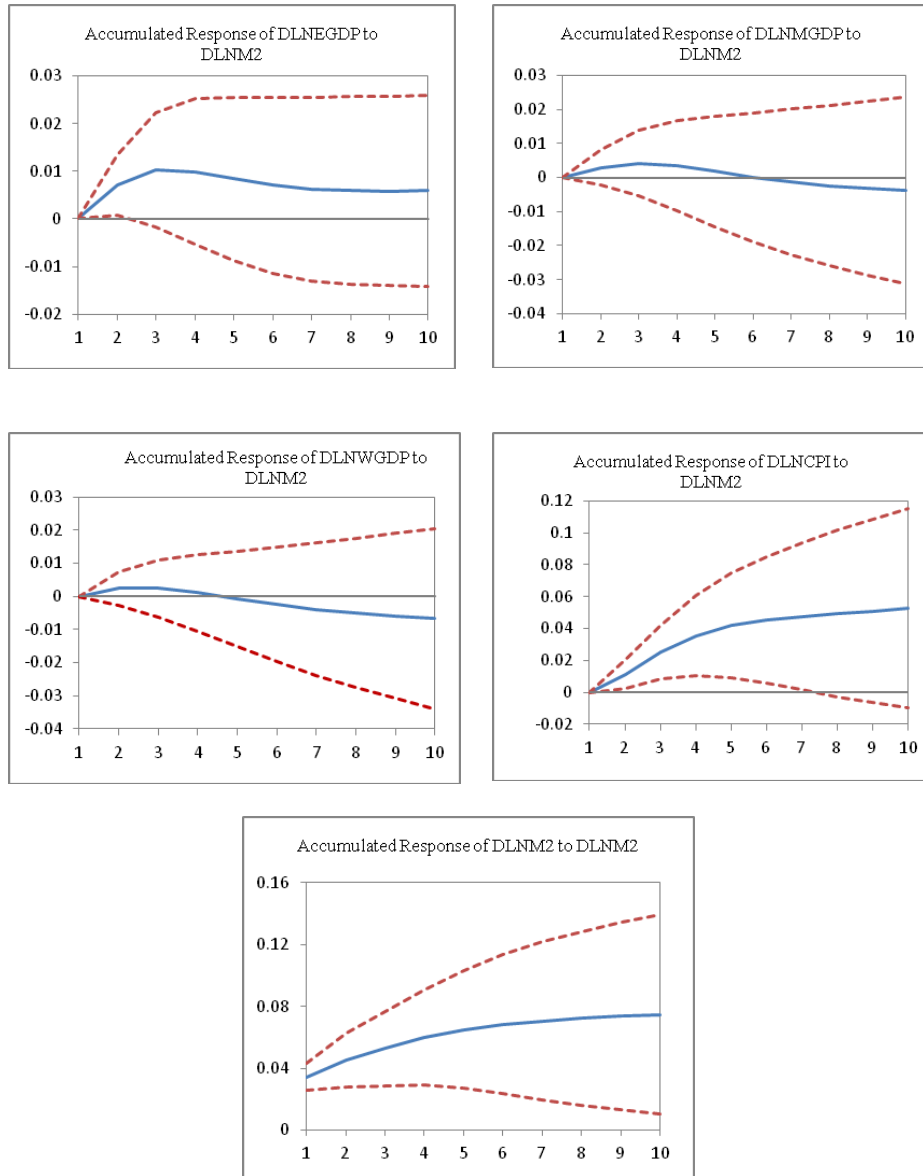 Accumulated Response of DLNEGDP to
DLNM2
0.03
0.02
0.01
0
-0.01
-0.02
1 2 3 4 5 6 7 8 9 10
Accumulated Response of DLNMGDP to
DLNM2
0.03
0.02
0.01
0
-0.01
-0.02
-0.03
-0.04
1 2 3 4 5 6 7 8 9 10
Accumulated Response of DLNWGDP to
DLNM2
0.03
0.02
0.01
0
-0.01
-0.02
-0.03
-0.04
1 2 3 4 5 6 7 8 9 10
Accumulated Response of DLNCPI to
DLNM2
0.12
0.1
0.08
0.06
0.04
0.02
0
-0.02
1 2 3 4 5 6 7 8 9 10
Accumulated Response of DLNM2 to DLNM2
0.16
0.12
0.08
0.04
0
1 2 3 4 5 6 7 8 9 10